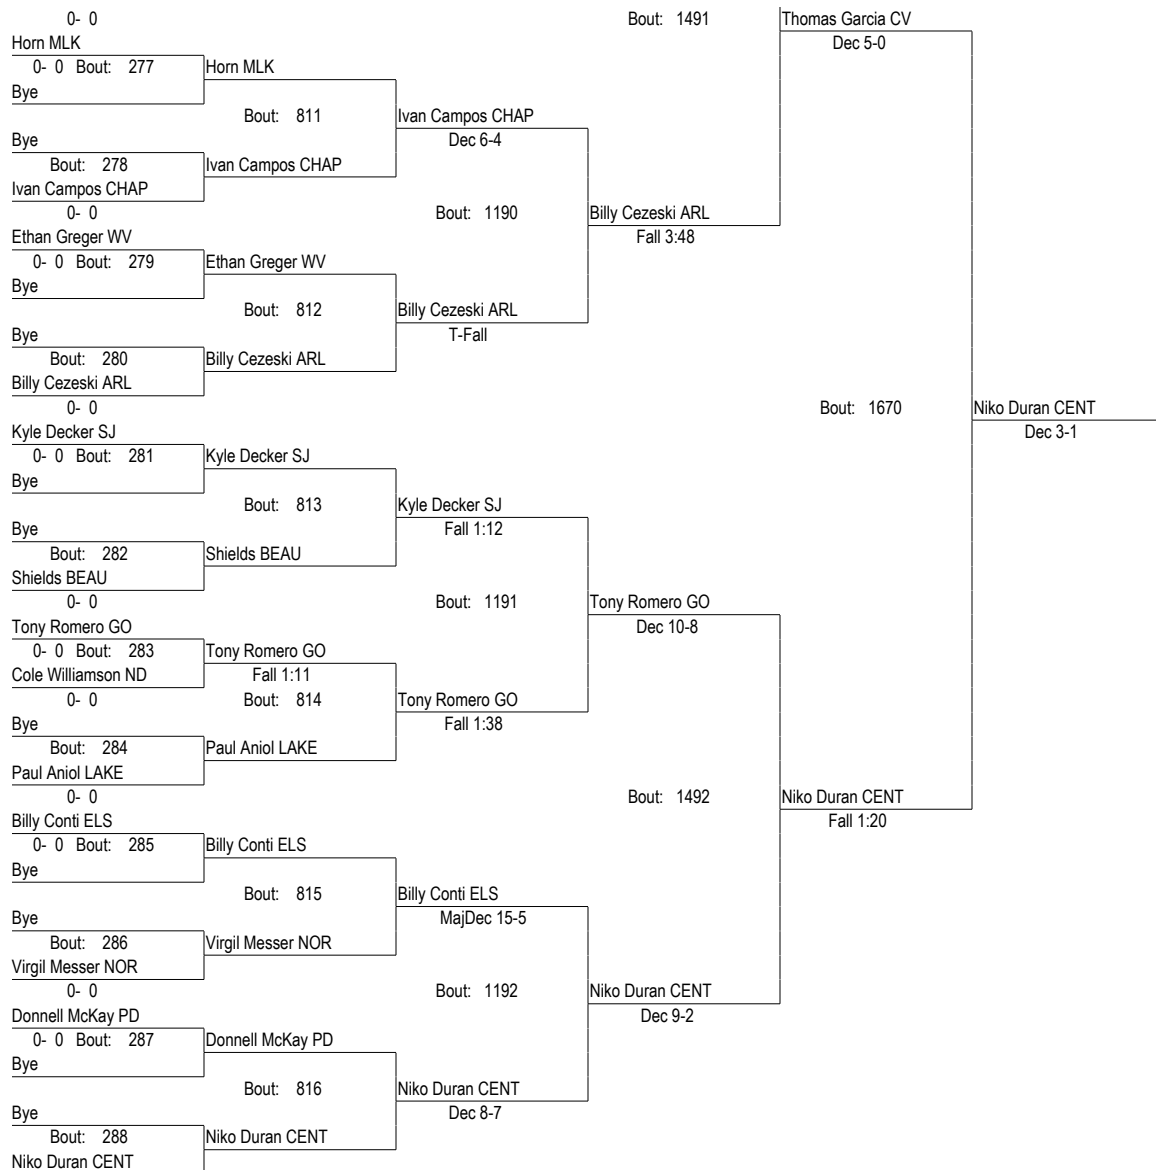 0- 0 Bout: 1491 Thomas Garcia CV
Horn MLK Dec 5-0
0- 0 Bout: 277 Horn MLK
Bye
Bout: 811 Ivan Campos CHAP
Bye Dec 6-4
Bout: 278 Ivan Campos CHAP
Ivan Campos CHAP
0- 0 Bout: 1190 Billy Cezeski ARL
Ethan Greger WV Fall 3:48
0- 0 Bout: 279 Ethan Greger WV
Bye
Bout: 812 Billy Cezeski ARL
Bye T-Fall
Bout: 280 Billy Cezeski ARL
Billy Cezeski ARL
0- 0 Bout: 1670 Niko Duran CENT
Kyle Decker SJ Dec 3-1
0- 0 Bout: 281 Kyle Decker SJ
Bye
Bout: 813 Kyle Decker SJ
Bye Fall 1:12
Bout: 282 Shields BEAU
Shields BEAU
0- 0 Bout: 1191 Tony Romero GO
Tony Romero GO Dec 10-8
0- 0 Bout: 283 Tony Romero GO
Cole Williamson ND Fall 1:11
0- 0 Bout: 814 Tony Romero GO
Bye Fall 1:38
Bout: 284 Paul Aniol LAKE
Paul Aniol LAKE
0- 0 Bout: 1492 Niko Duran CENT
Billy Conti ELS Fall 1:20
0- 0 Bout: 285 Billy Conti ELS
Bye
Bout: 815 Billy Conti ELS
Bye MajDec 15-5
Bout: 286 Virgil Messer NOR
Virgil Messer NOR
0- 0 Bout: 1192 Niko Duran CENT
Donnell McKay PD Dec 9-2
0- 0 Bout: 287 Donnell McKay PD
Bye
Bout: 816 Niko Duran CENT
Bye Dec 8-7
Bout: 288 Niko Duran CENT
Niko Duran CENT